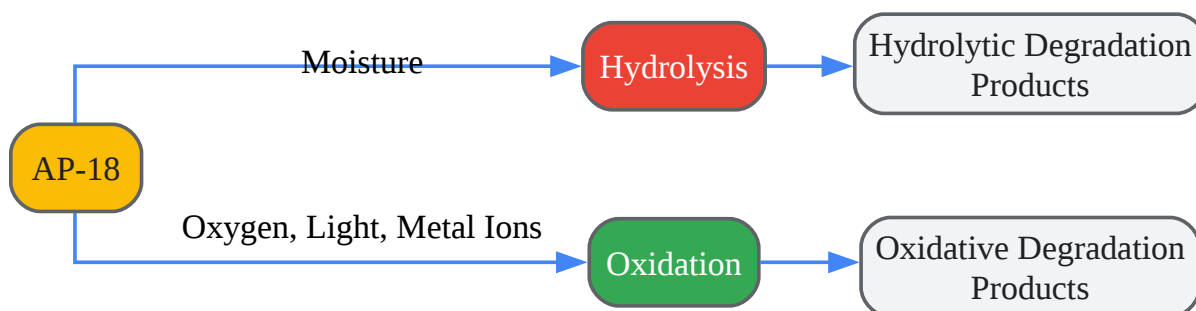 Moisture
Hydrolysis
Hydrolytic Degradation
Products
AP-18
Oxygen, Light, Metal Ions
Oxidation
Oxidative Degradation
Products